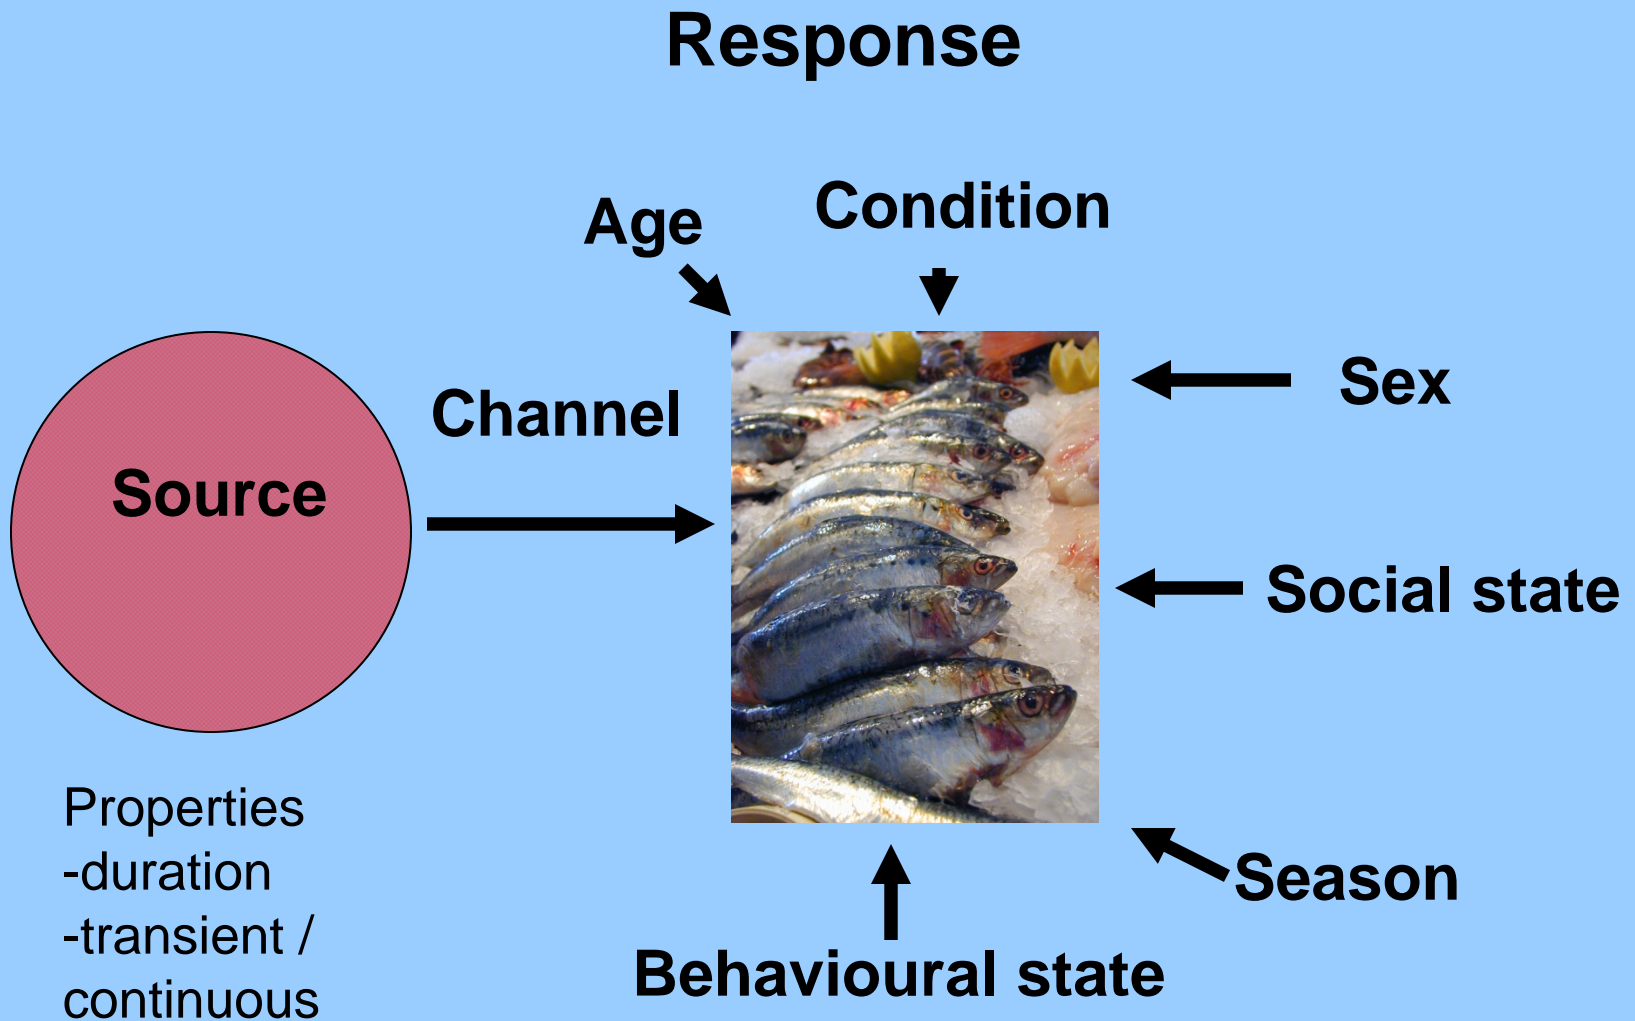 Response
Age
Condition
Channel
Sex
Source
Social state
Properties
-duration
-transient /
continuous
Season
Behavioural state